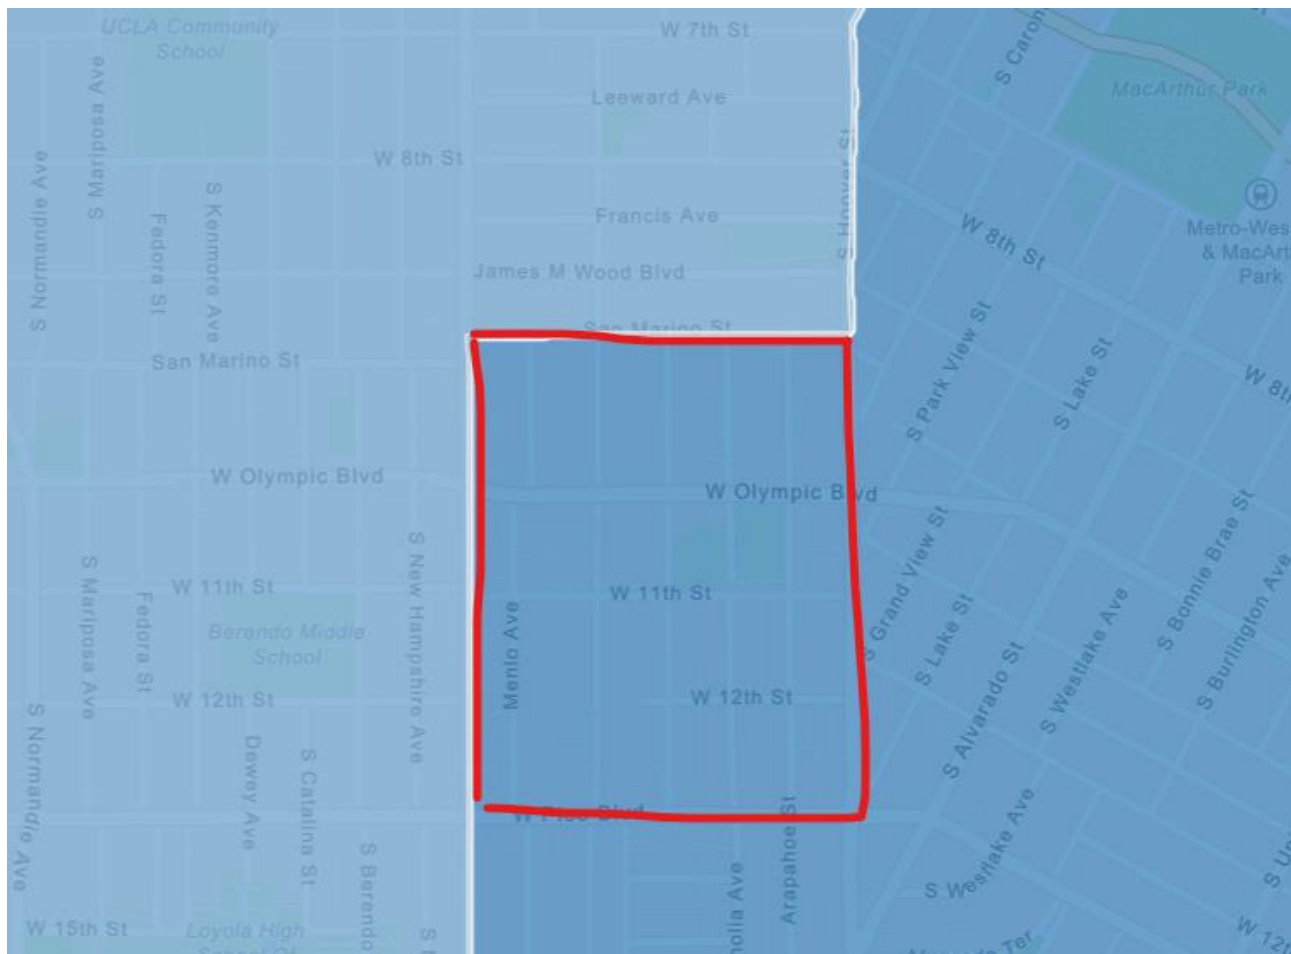 UCLA Community
School
W 7th St
Leeward Ave
W 8th St
Francis Ave
James M Wood Blvd
San Marino St
S Hoover St
S Mariposa Ave
S Normandie Ave
Fedora St
S Kenmore Ave
San Marino St
W Olympic Blvd
W Olympic Blvd
MacArthur Park
W 8th St
Metro-Wes
& MacArt
Park
S Park View St
S Lake St
W 8th
S Caron
W 11th St
W 11th St
Berendo Middle
School
S New Hampshire Ave
Menlo Ave
W 12th St
W 12th St
S Mariposa Ave
Fedora St
S Grand View St
S Lake St
S Alvarado St
S Westlake Ave
S Bonnie Brae St
S Burlington Ave
S Normandie Ave
Dewey Ave
S Catalina St
S Berendo
W Pico Blvd
Arapahoe St
nolia Ave
S Westlake Ave
W 15th St
Loyola High
W 12t